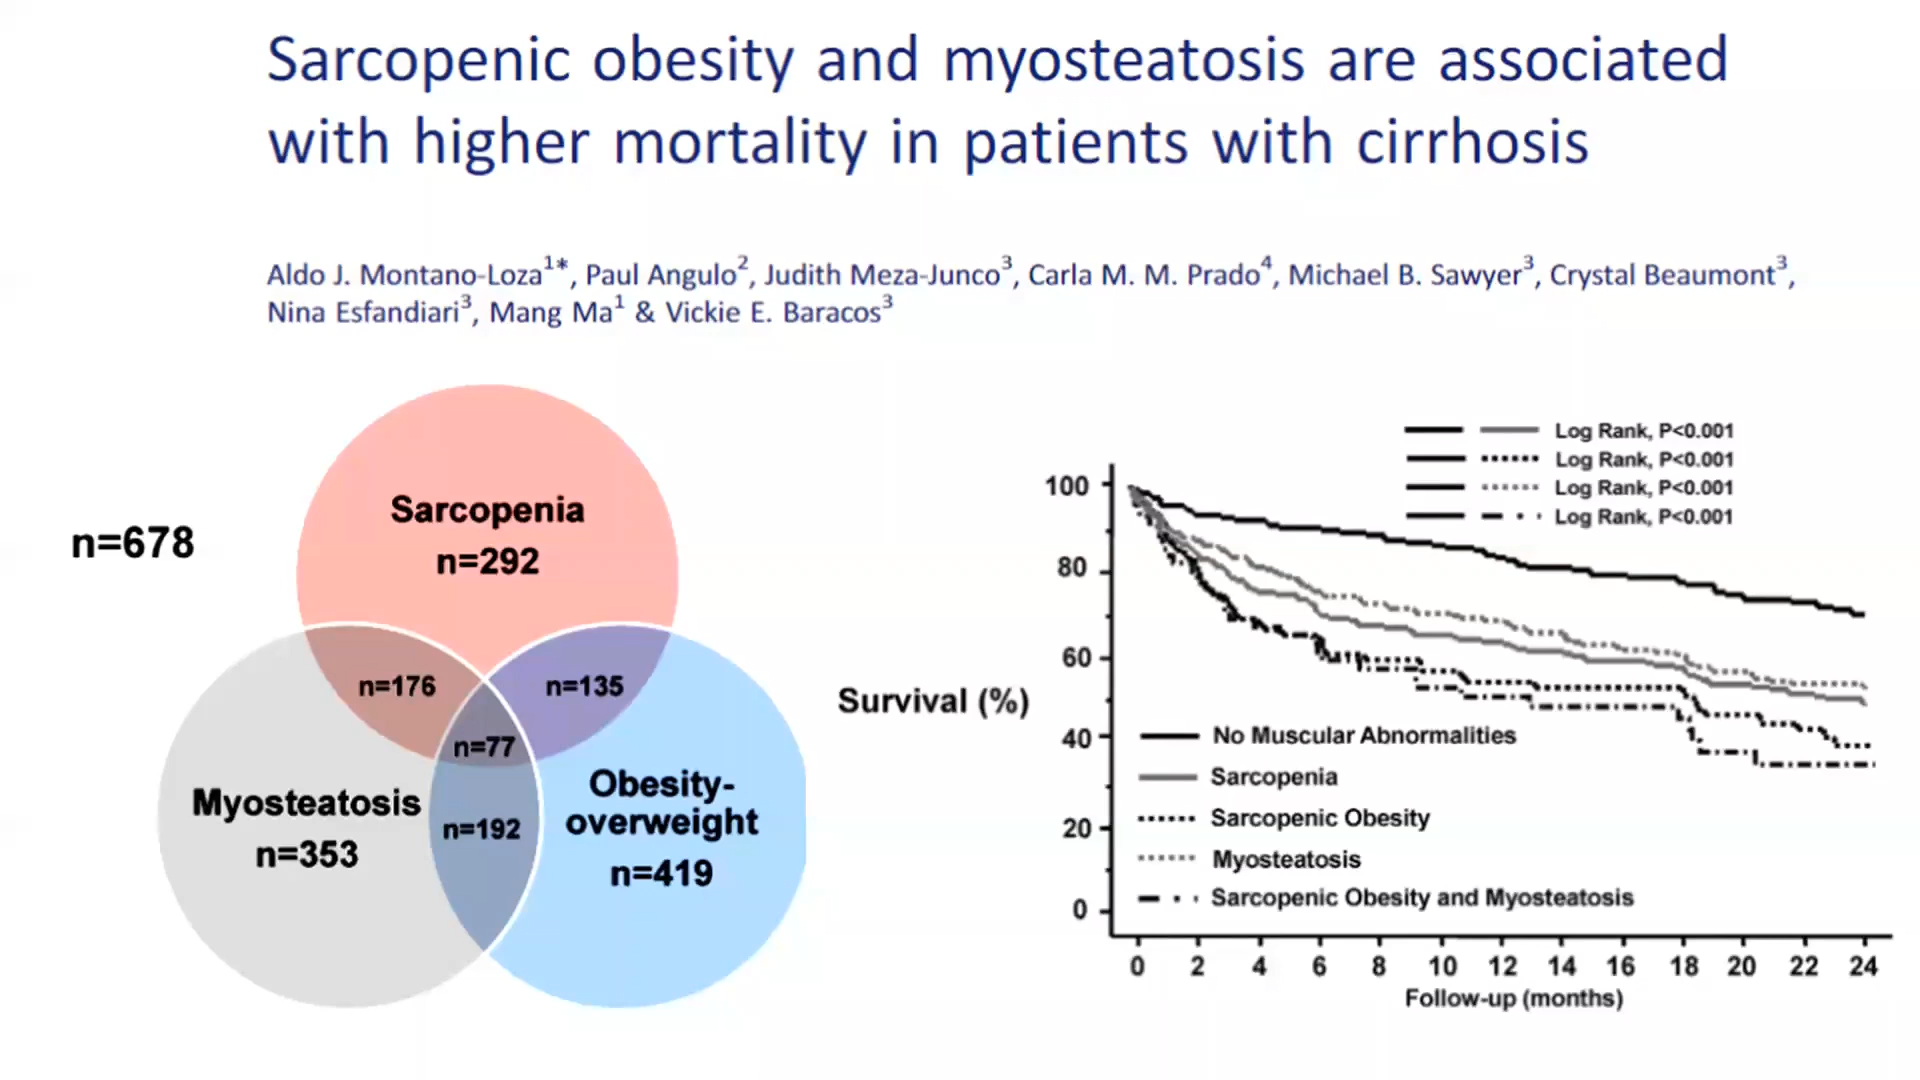 Sarcopenic obesity and myosteatosis are associated
with higher mortality in patients with cirrhosis
Aldo J. Montano-Loza1*, Paul Angulo2, Judith Meza-Junco3, Carla M. M. Prado4, Michael B. Sawyer3, Crystal Beaumont3,
Nina Esfandiari3, Mang Ma1 & Vickie E. Baracos3
n=678
Sarcopenia
n=292
n=176
n=135
n=77
Myosteatosis
n=353
n=192
Obesity-
overweight
n=419
Log Rank, P<0.001
Log Rank, P<0.001
Log Rank, P<0.001
Log Rank, P<0.001
Survival (%)
100
80
60
40
20
0
No Muscular Abnormalities
Sarcopenia
Sarcopenic Obesity
Myosteatosis
Sarcopenic Obesity and Myosteatosis
0 2 4 6 8 10 12 14 16 18 20 22 24
Follow-up (months)